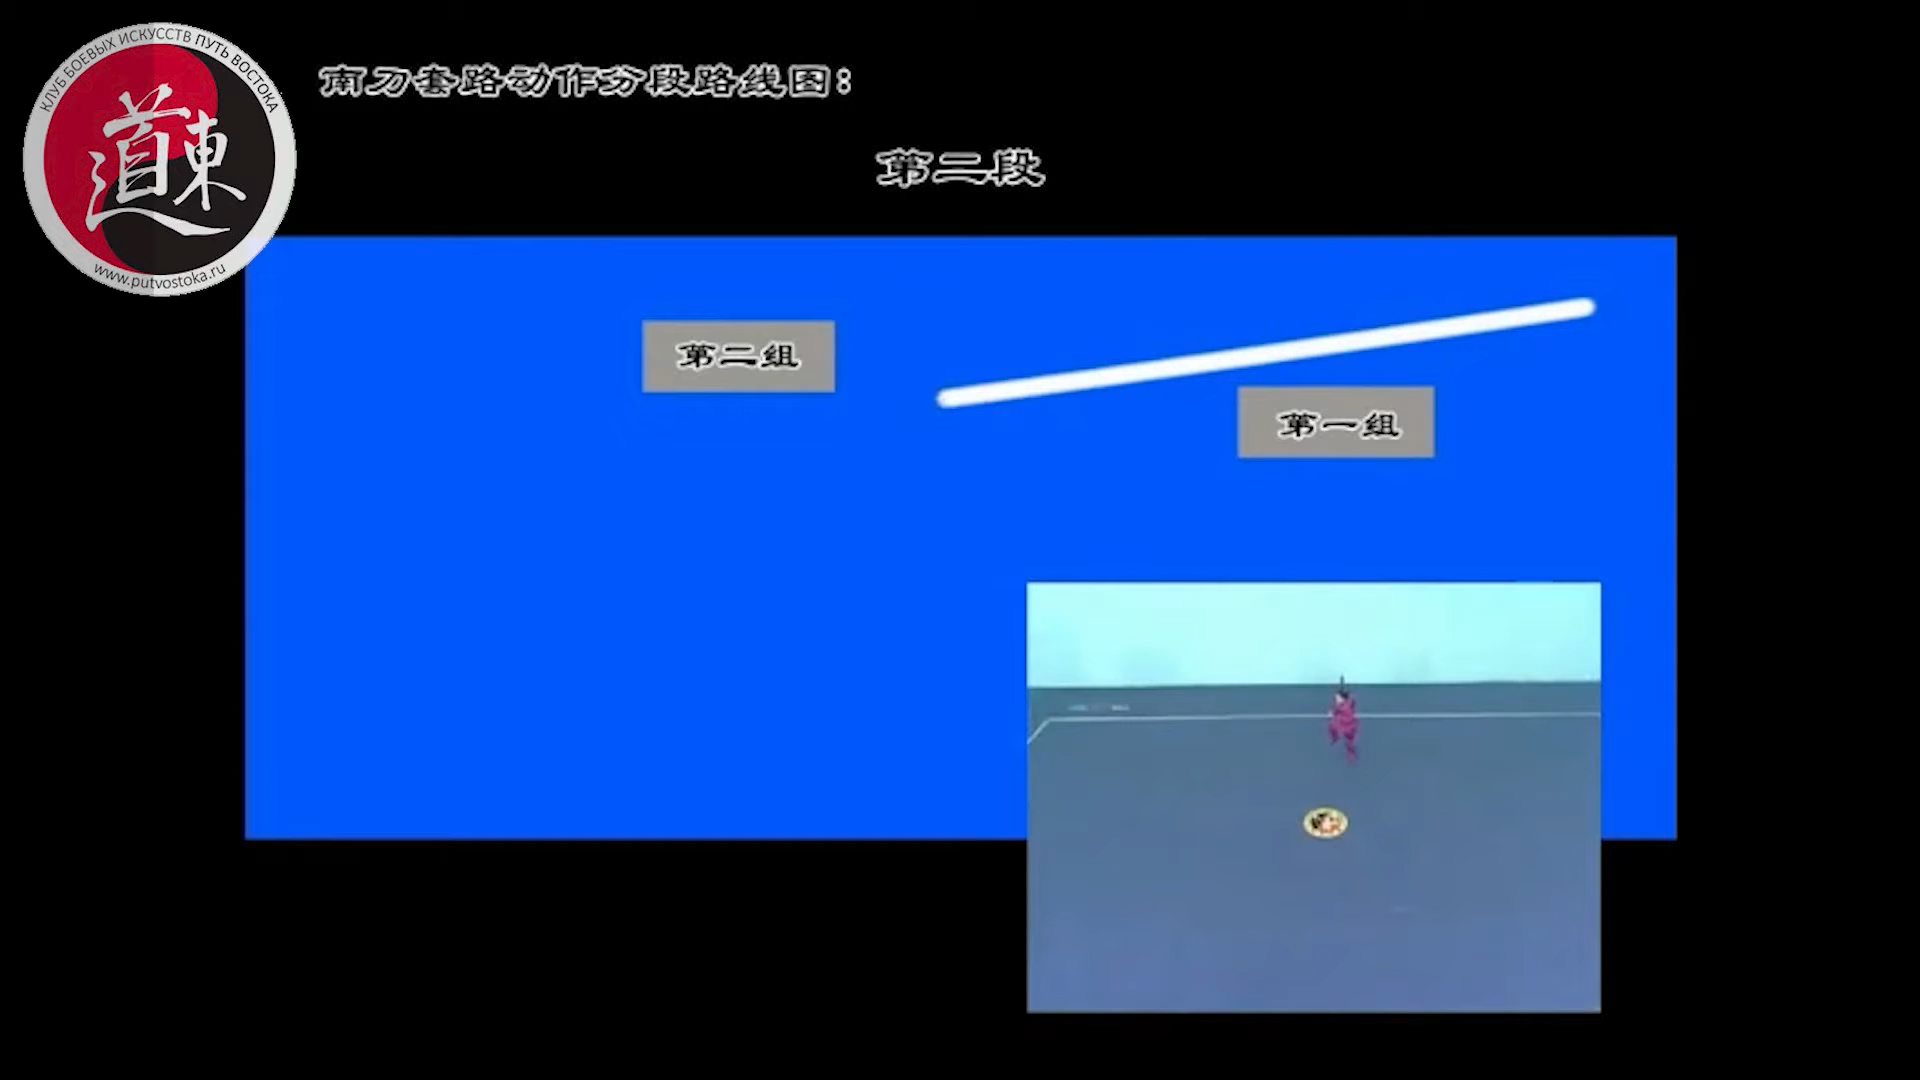 КЛУБ БОЕВЫХ ИСКУССТВ ПУТЬ ВОСТОКА
道東
www.putvostoka.ru
南刀套路动作分段路线图：
第二段
第二组
第一组